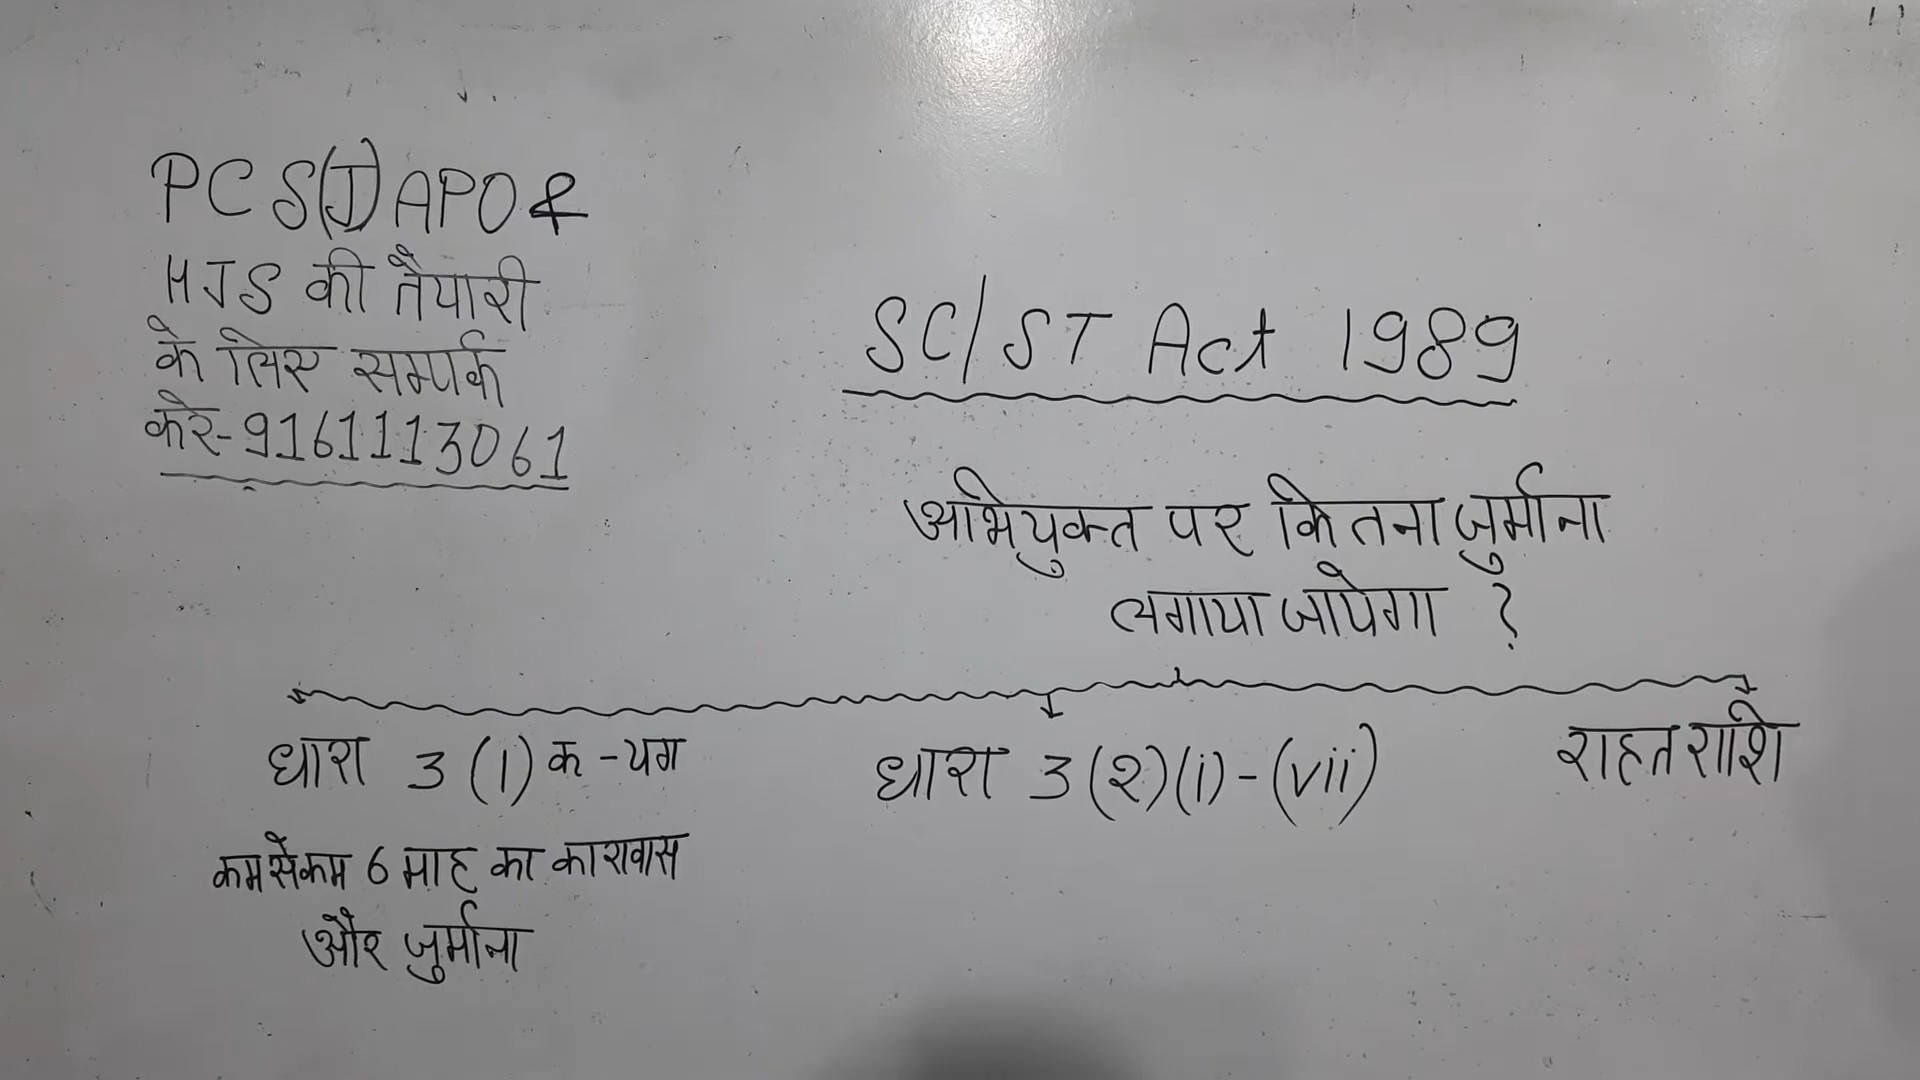 PCS(J) APO &
HJS की तैयारी
के लिए सम्पर्क
करे-9161113061
SC/ST Act 1989
अभियुक्त पर कितना जुर्माना
लगाया जायेगा ?
धारा 3(1) क-यग
कम से कम 6 माह का कारावास
और जुर्माना
धारा 3(2)(i)-(vii)
राहत राशि